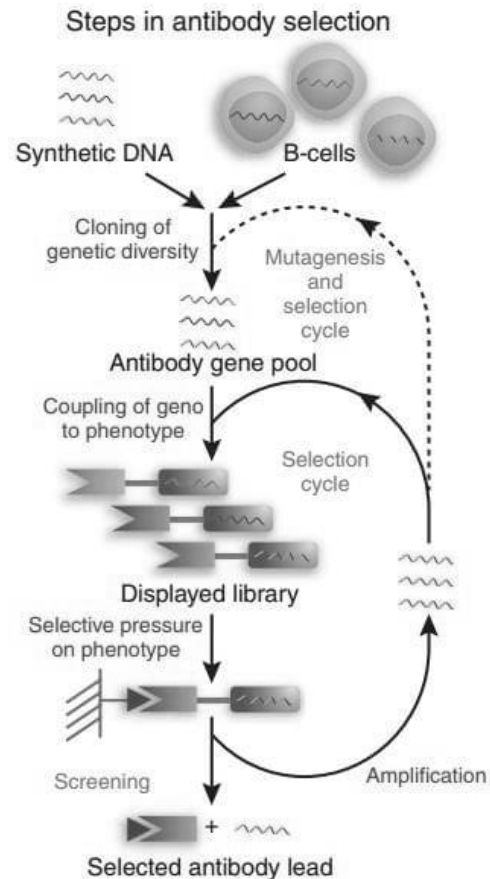 Steps in antibody selection
Synthetic DNA
B-cells
Cloning of
genetic diversity
Mutagenesis
and
selection
cycle
Antibody gene pool
Coupling of geno
to phenotype
Selection
cycle
Displayed library
Selective pressure
on phenotype
Amplification
Screening
+
Selected antibody lead